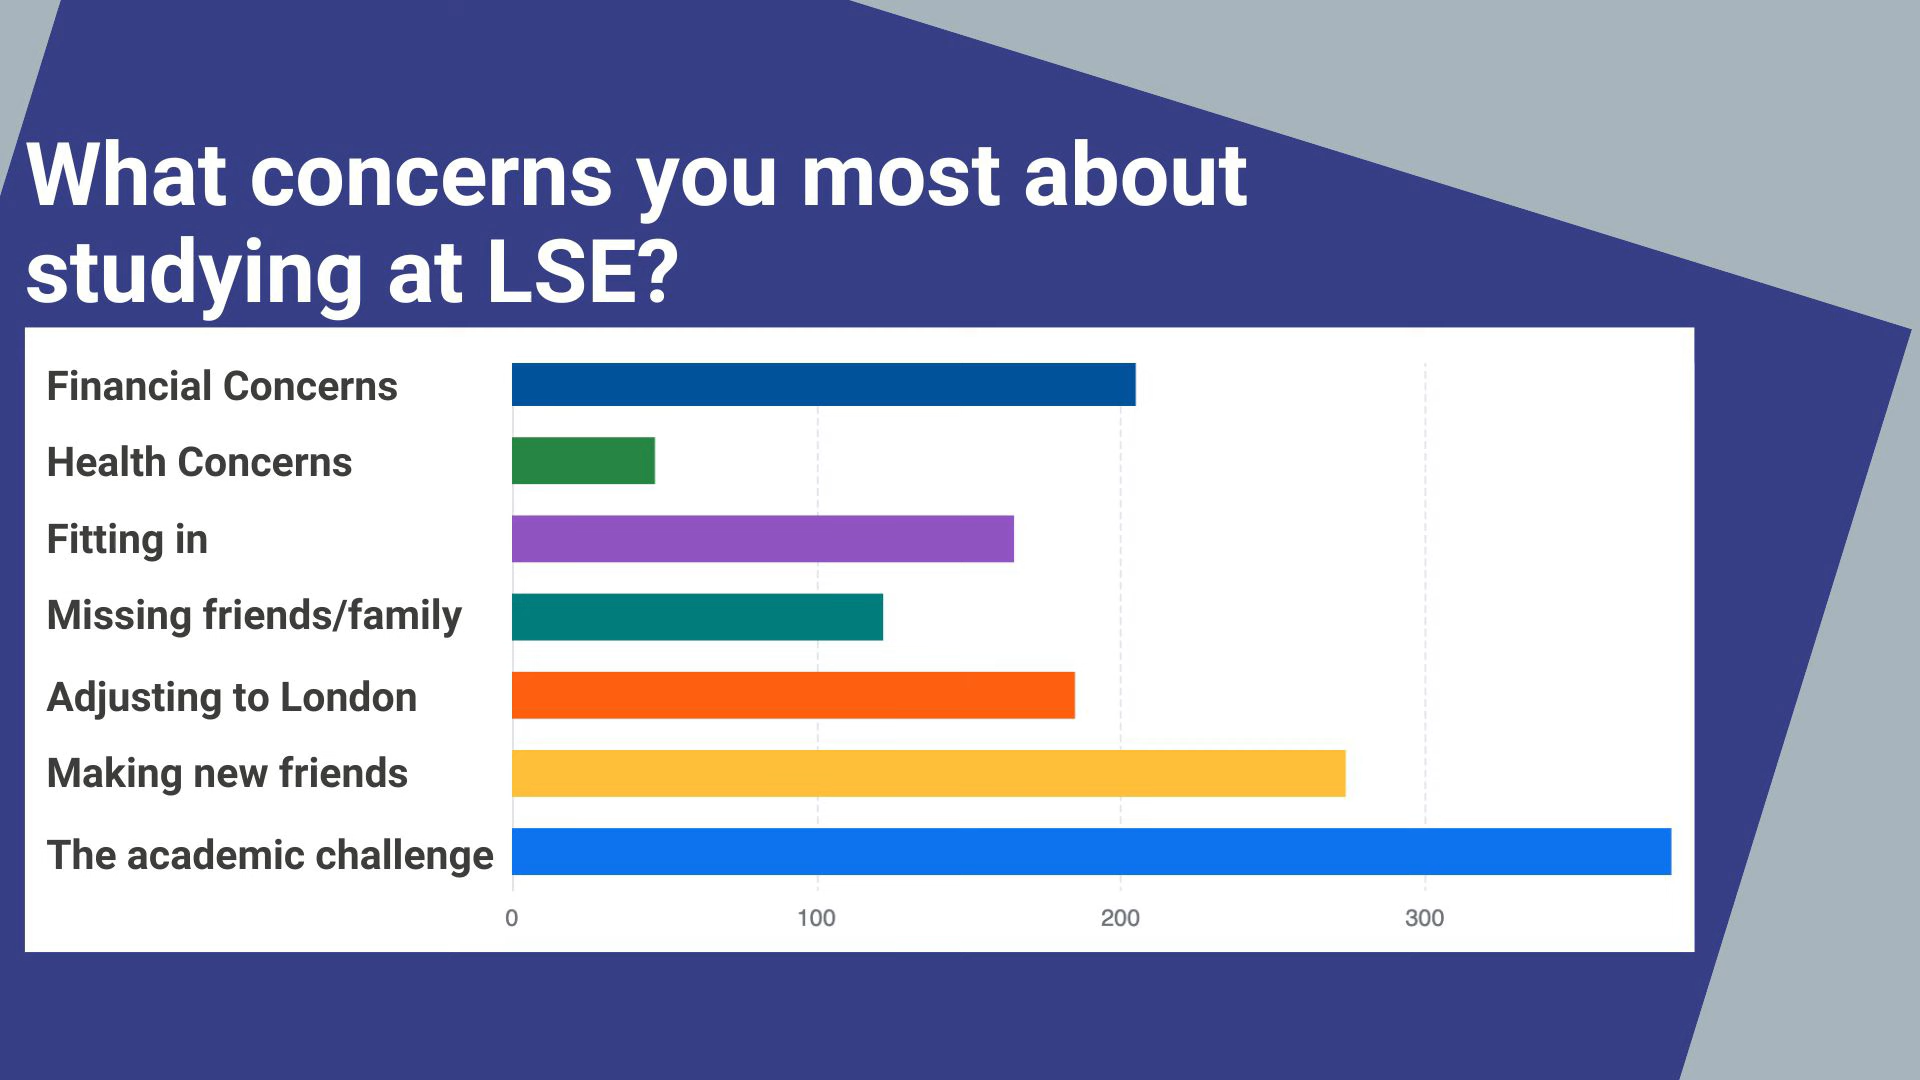 What concerns you most about
studying at LSE?
Financial Concerns
Health Concerns
Fitting in
Missing friends/family
Adjusting to London
Making new friends
The academic challenge
0 100 200 300